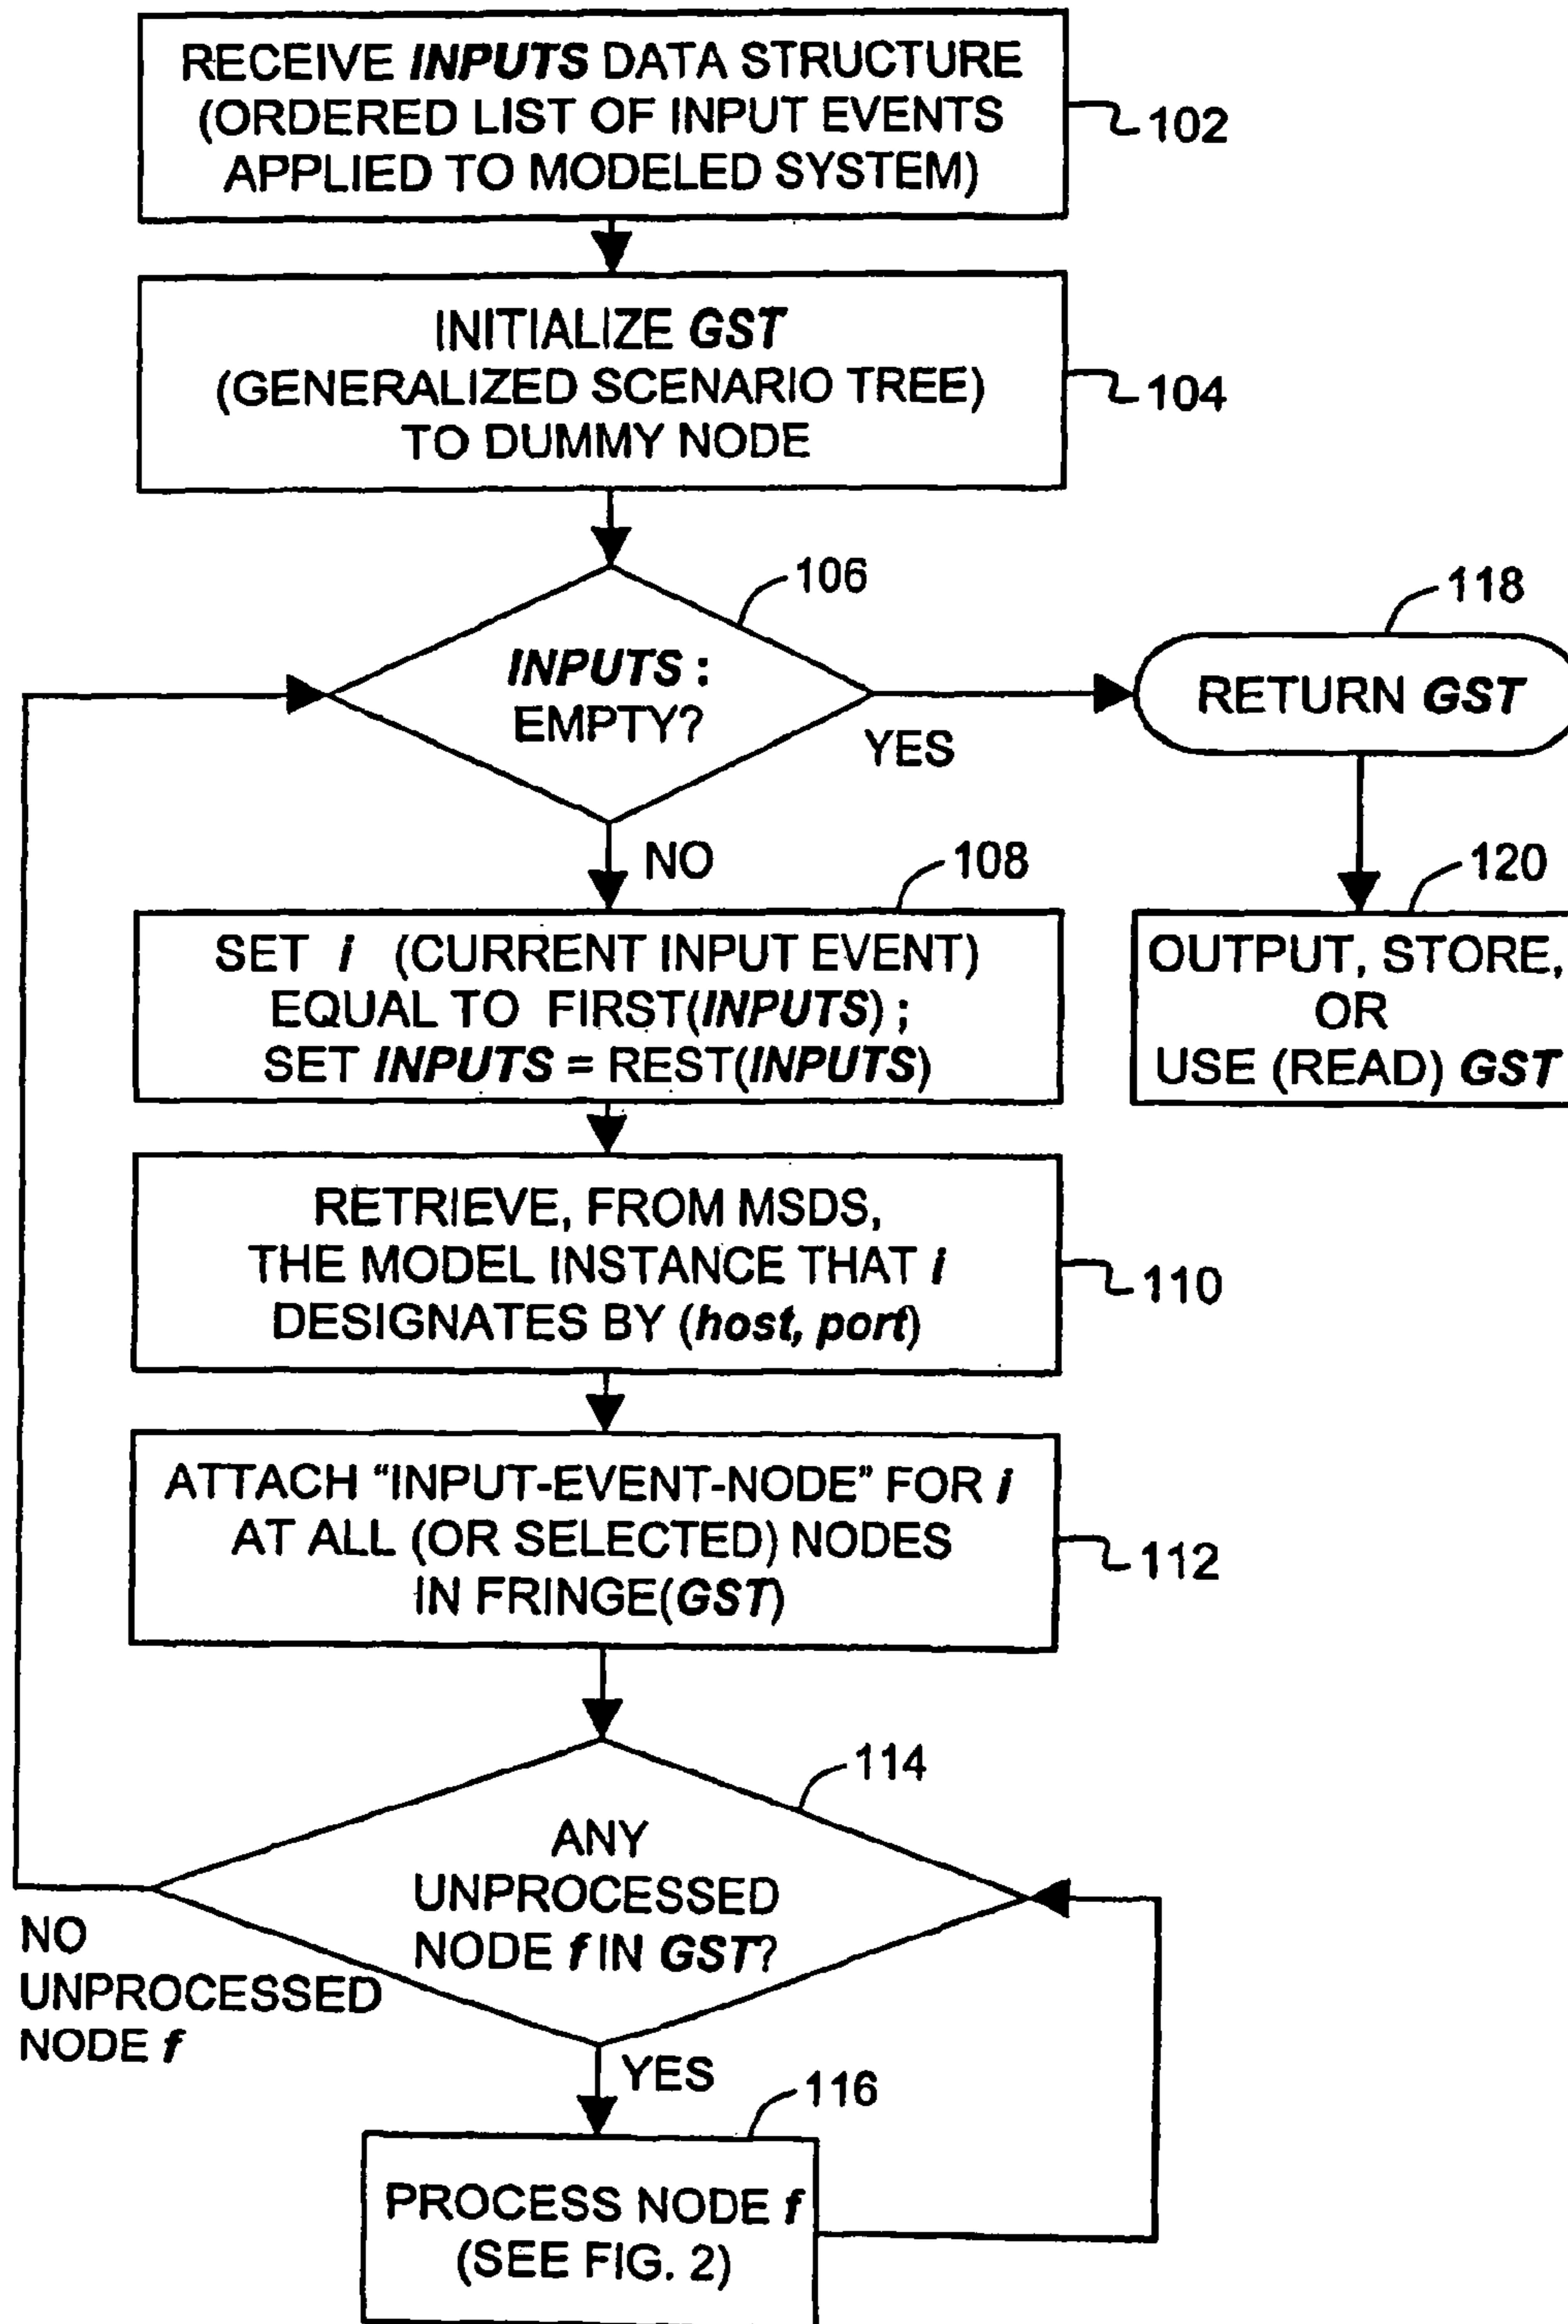 RECEIVE INPUTS DATA STRUCTURE
(ORDERED LIST OF INPUT EVENTS
APPLIED TO MODELED SYSTEM)
102
INITIALIZE GST
(GENERALIZED SCENARIO TREE)
TO DUMMY NODE
104
106
INPUTS :
EMPTY?
YES
118
RETURN GST
NO
108
SET i (CURRENT INPUT EVENT)
EQUAL TO FIRST(INPUTS) ;
SET INPUTS = REST(INPUTS)
120
OUTPUT, STORE,
OR
USE (READ) GST
RETRIEVE, FROM MSDS,
THE MODEL INSTANCE THAT i
DESIGNATES BY (host, port)
110
ATTACH “INPUT-EVENT-NODE” FOR i
AT ALL (OR SELECTED) NODES
IN FRINGE(GST)
112
114
ANY
UNPROCESSED
NODE f IN GST?
NO
UNPROCESSED
NODE f
YES
116
PROCESS NODE f
(SEE FIG. 2)